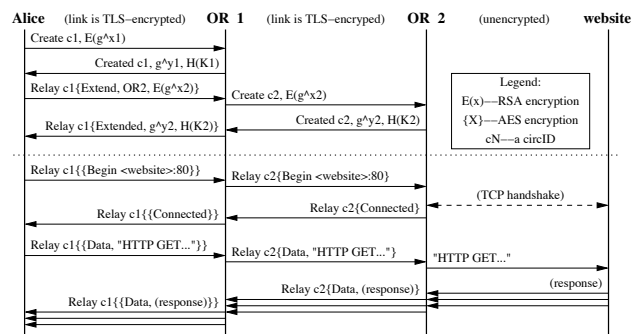 Alice (link is TLS-encrypted) OR 1 (link is TLS-encrypted) OR 2 (unencrypted) website
Create c1, E(g^x1)
Created c1, g^y1, H(K1)
Relay c1{Extend, OR2, E(g^x2)}
Create c2, E(g^x2)
Created c2, g^y2, H(K2)
Relay c1{Extended, g^y2, H(K2)}
Legend:
E(x)--RSA encryption
{X}--AES encryption
cN--a circID
Relay c1{{Begin <website>:80}}
Relay c2{Begin <website>:80}
(TCP handshake)
Relay c2{Connected}
Relay c1{{Connected}}
Relay c1{{Data, "HTTP GET..."}}
Relay c2{Data, "HTTP GET..."}
"HTTP GET..."
(response)
Relay c2{Data, (response)}
Relay c1{{Data, (response)}}